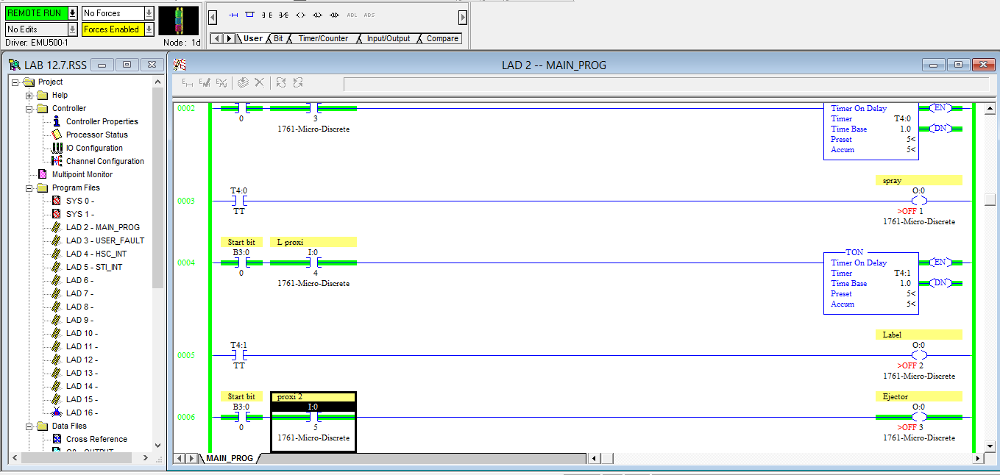 REMOTE RUN No Forces
No Edits Forces Enabled
Driver: EMU500-1 Node : 1d
ABL ABS
User Bit Timer/Counter Input/Output Compare
LAB 12.7.RSS
Project
Help
Controller
Controller Properties
Processor Status
IO Configuration
Channel Configuration
Multipoint Monitor
Program Files
SYS 0 -
SYS 1 -
LAD 2 - MAIN_PROG
LAD 3 - USER_FAULT
LAD 4 - HSC_INT
LAD 5 - STI_INT
LAD 6 -
LAD 7 -
LAD 8 -
LAD 9 -
LAD 10 -
LAD 11 -
LAD 12 -
LAD 13 -
LAD 14 -
LAD 15 -
LAD 16 -
Data Files
Cross Reference
LAD 2 -- MAIN_PROG
0002
0 3
1761-Micro-Discrete
Timer On Delay EN
Timer T4:0
Time Base 1.0 DN
Preset 5<
Accum 5<
spray
T4:0 O:0
0003
TT >OFF 1
1761-Micro-Discrete
Start bit L proxi
B3:0 I:0 TON
0004 Timer On Delay EN
0 4 Timer T4:1
1761-Micro-Discrete Time Base 1.0 DN
Preset 5<
Accum 5<
Label
T4:1 O:0
0005
TT >OFF 2
1761-Micro-Discrete
Start bit proxi 2 Ejector
B3:0 I:0 O:0
0006
0 5 >OFF 3
1761-Micro-Discrete 1761-Micro-Discrete
MAIN_PROG